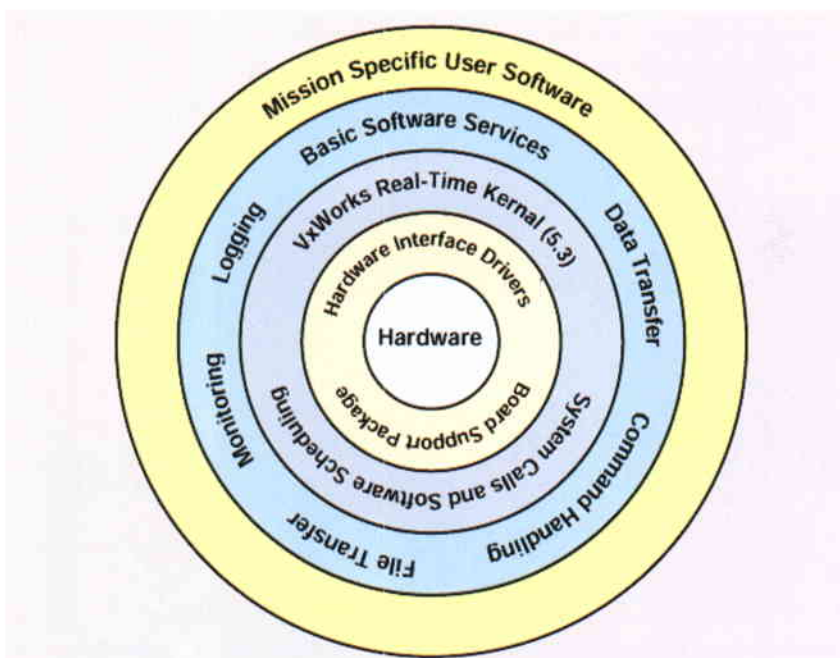 Mission Specific User Software
Basic Software Services
Data Transfer
Command Handling
File Transfer
Monitoring
Logging
VxWorks Real-Time Kernal (5.3)
System Calls and Software Scheduling
Hardware Interface Drivers
Board Support Package
Hardware